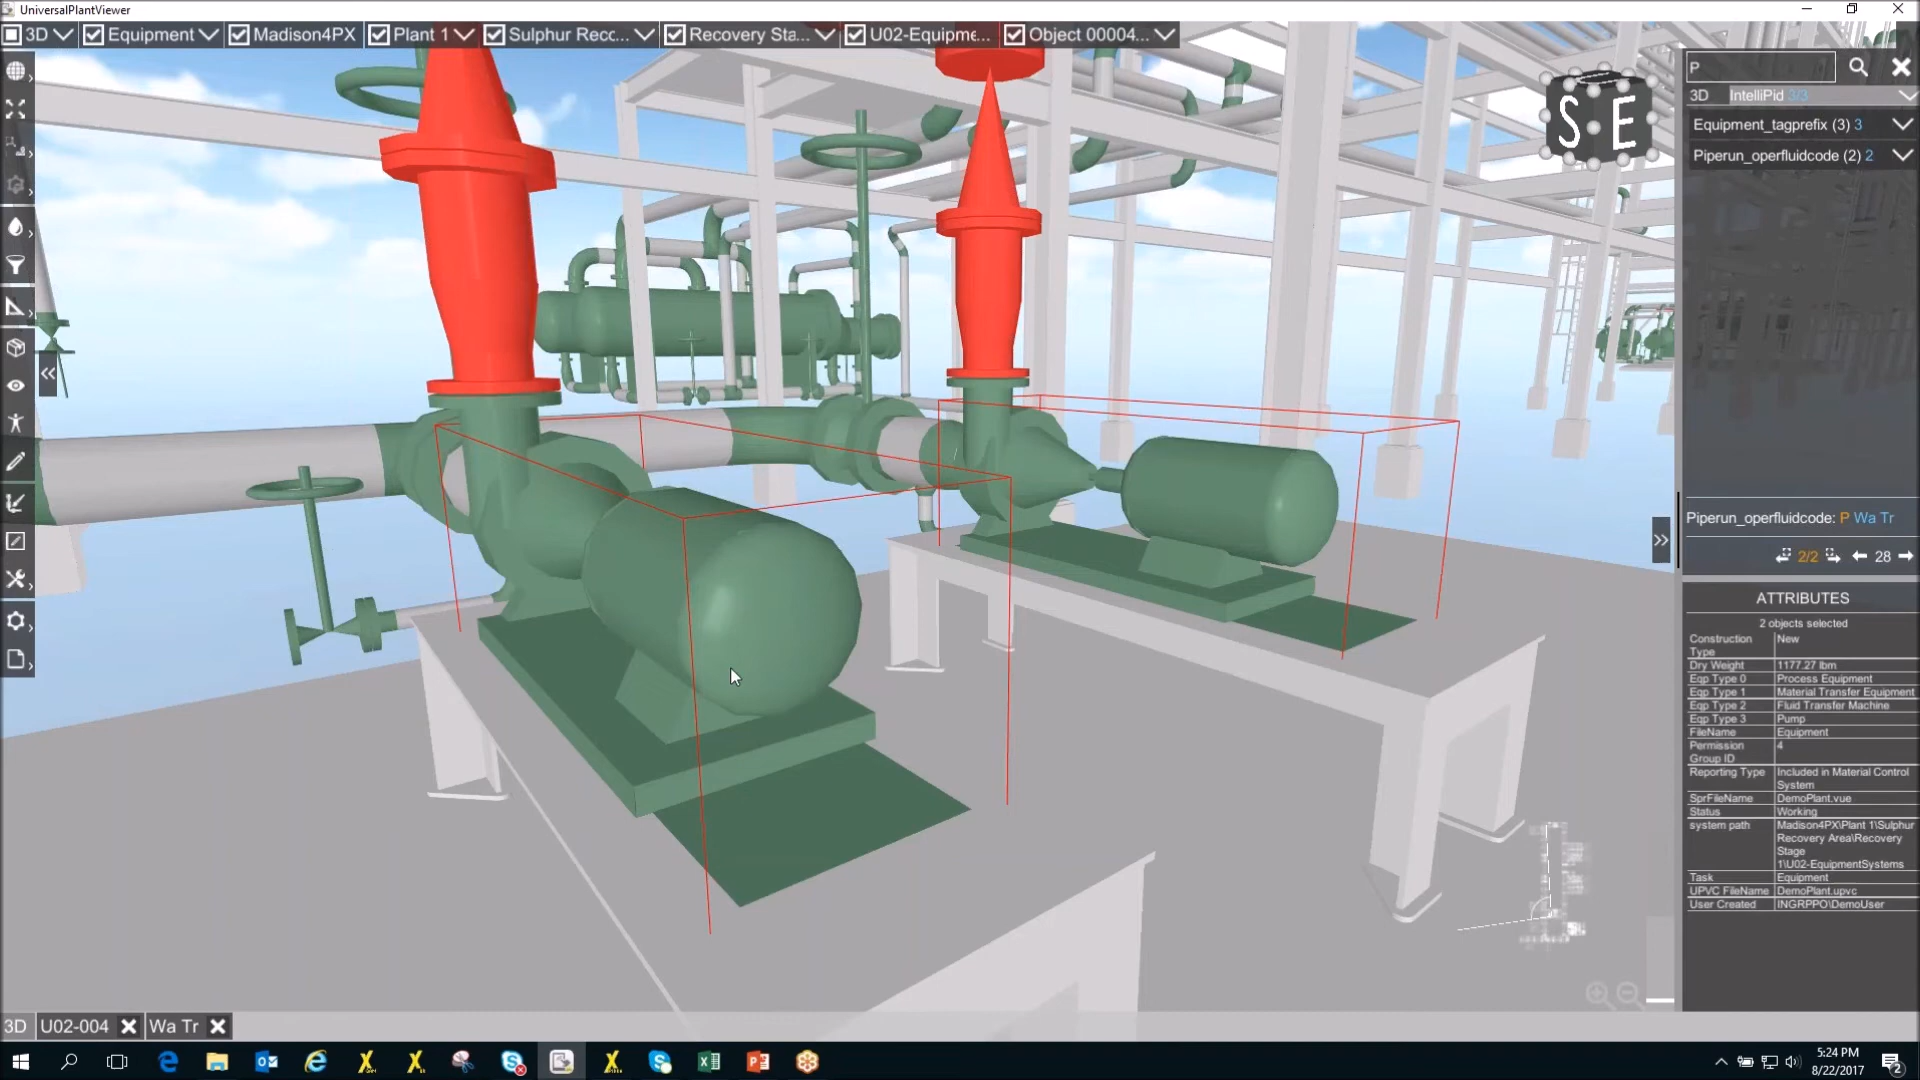 UniversalPlantViewer
3D Equipment Madison4PX Plant 1 Sulphur Recc... Recovery Sta... U02-Equipme... Object 00004...
P
3D IntelliPid 3/3
Equipment_tagprefix (3) 3
Piperun_operfluidcode (2) 2
S E
Piperun_operfluidcode: P Wa Tr
2/2 28
ATTRIBUTES
2 objects selected
Construction Type New
Dry Weight 1177.27 lbm
Eqp Type 0 Process Equipment
Eqp Type 1 Material Transfer Equipment
Eqp Type 2 Fluid Transfer Machine
Eqp Type 3 Pump
FileName Equipment
Permission Group ID 4
Reporting Type Included in Material Control
System
SprFileName DemoPlant.vue
Status Working
system path Madison4PX\Plant 1\Sulphur
Recovery Area\Recovery
Stage
1\U02-EquipmentSystems
Task Equipment
UPVC FileName DemoPlant.upvc
User Created INGRPPO\DemoUser
3D U02-004 Wa Tr
5:24 PM
8/22/2017
2